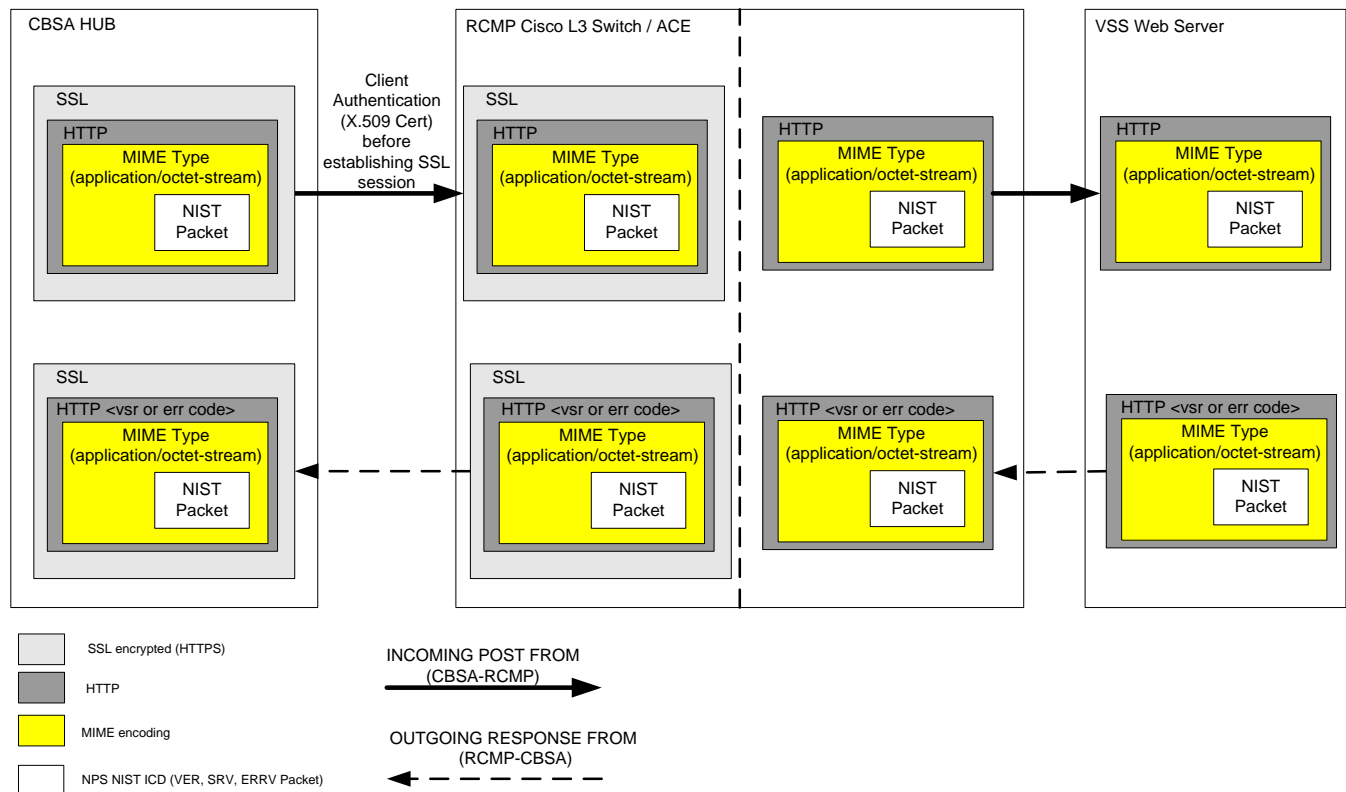 CBSA HUB
SSL
HTTP
MIME Type
(application/octet-stream)
NIST
Packet
Client
Authentication
(X.509 Cert)
before
establishing SSL
session
RCMP Cisco L3 Switch / ACE
SSL
HTTP
MIME Type
(application/octet-stream)
NIST
Packet
HTTP
MIME Type
(application/octet-stream)
NIST
Packet
VSS Web Server
HTTP
MIME Type
(application/octet-stream)
NIST
Packet
SSL
HTTP <vsr or err code>
MIME Type
(application/octet-stream)
NIST
Packet
SSL
HTTP <vsr or err code>
MIME Type
(application/octet-stream)
NIST
Packet
HTTP <vsr or err code>
MIME Type
(application/octet-stream)
NIST
Packet
HTTP <vsr or err code>
MIME Type
(application/octet-stream)
NIST
Packet
SSL encrypted (HTTPS)
HTTP
MIME encoding
NPS NIST ICD (VER, SRV, ERRV Packet)
INCOMING POST FROM
(CBSA-RCMP)
OUTGOING RESPONSE FROM
(RCMP-CBSA)